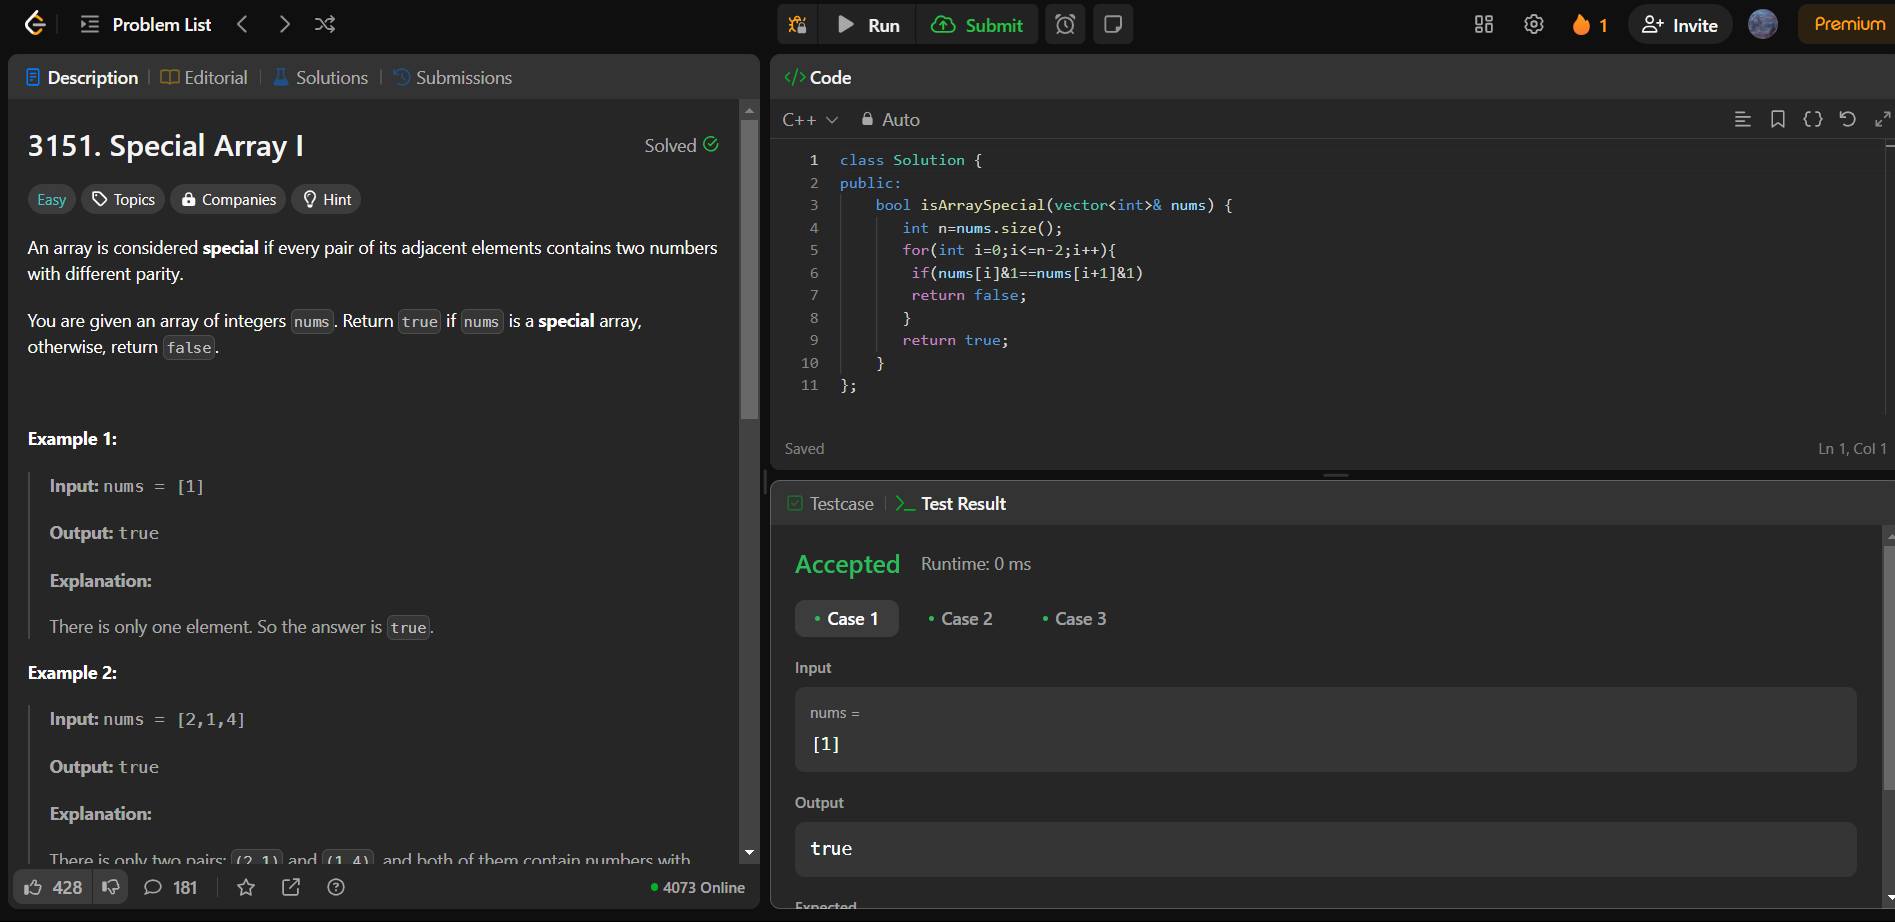 Problem List
Run
Submit
1
Invite
Premium
Description
Editorial
Solutions
Submissions
3151. Special Array I
Solved
Easy
Topics
Companies
Hint
An array is considered special if every pair of its adjacent elements contains two numbers
with different parity.
You are given an array of integers nums. Return true if nums is a special array,
otherwise, return false.
Example 1:
Input: nums = [1]
Output: true
Explanation:
There is only one element. So the answer is true.
Example 2:
Input: nums = [2,1,4]
Output: true
Explanation:
There is only two pairs: (2,1) and (1,4), and both of them contain numbers with
428
181
4073 Online
Code
C++
Auto
1 class Solution {
2 public:
3 bool isArraySpecial(vector<int>& nums) {
4 int n=nums.size();
5 for(int i=0;i<=n-2;i++){
6 if(nums[i]&1==nums[i+1]&1)
7 return false;
8 }
9 return true;
10 }
11 };
Saved
Ln 1, Col 1
Testcase
Test Result
Accepted
Runtime: 0 ms
Case 1
Case 2
Case 3
Input
nums =
[1]
Output
true
Expected